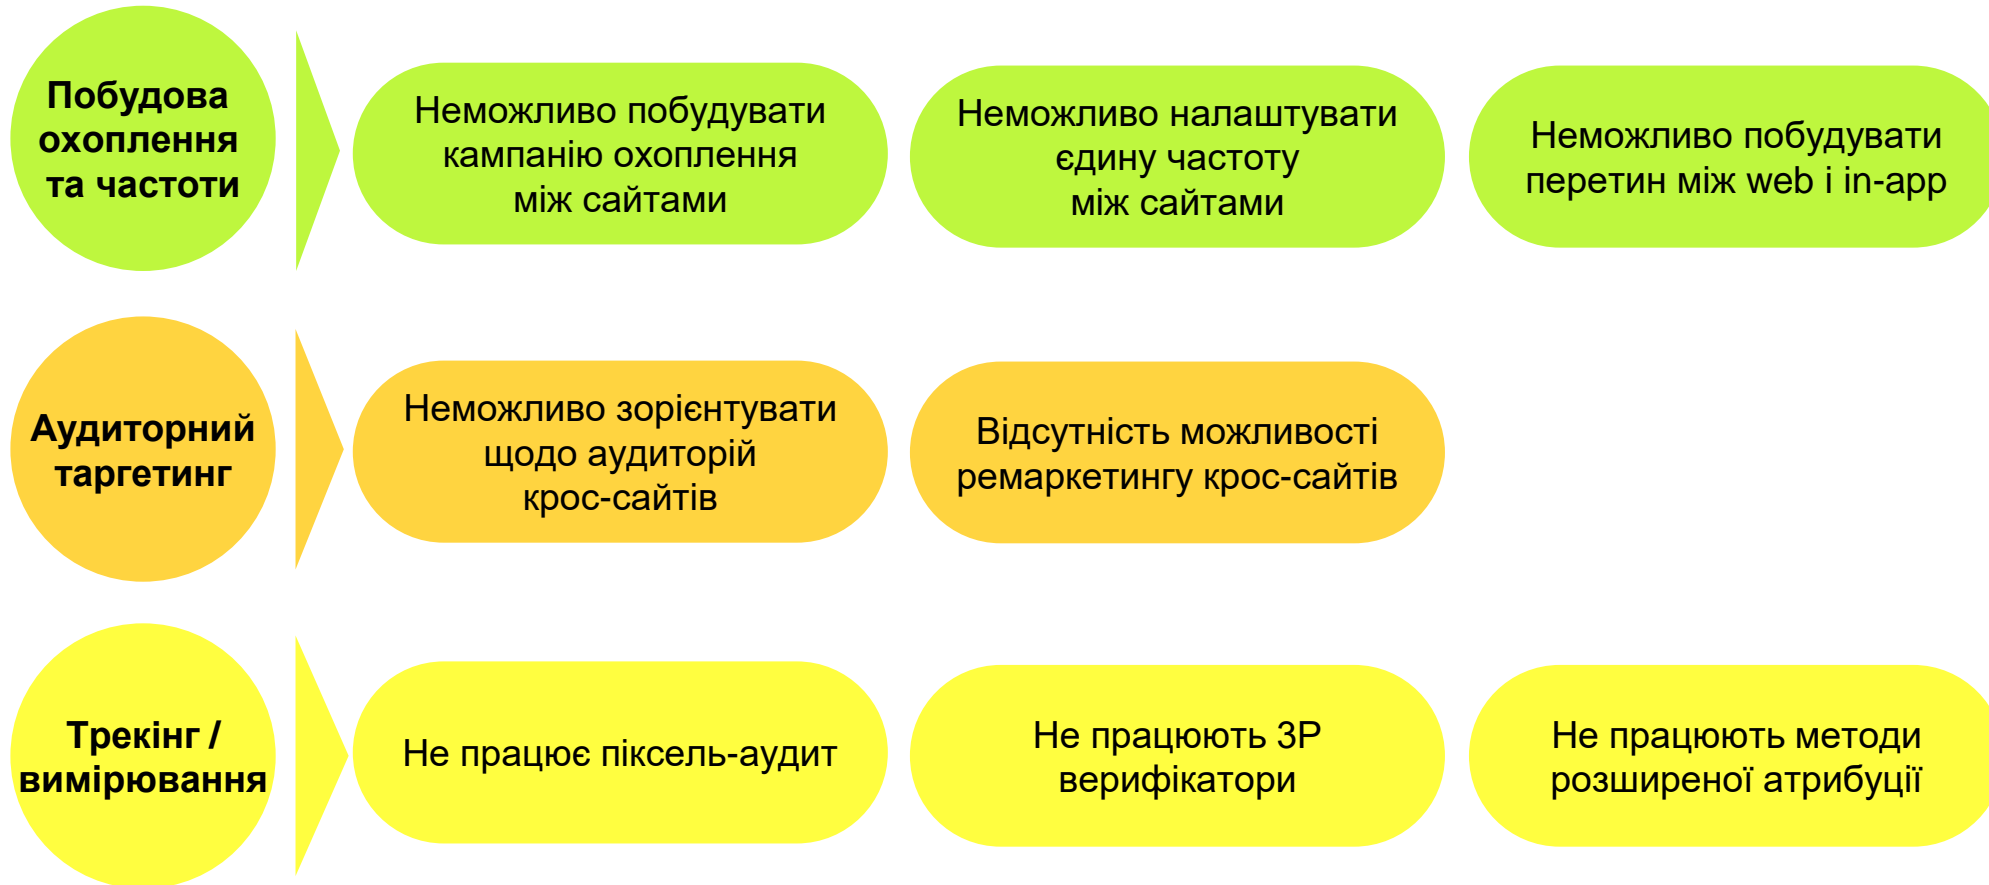 Побудова
охоплення
та частоти
Неможливо побудувати
кампанію охоплення
між сайтами
Неможливо налаштувати
єдину частоту
між сайтами
Неможливо побудувати
перетин між web і in-app
Аудиторний
таргетинг
Неможливо зорієнтувати
щодо аудиторій
крос-сайтів
Відсутність можливості
ремаркетингу крос-сайтів
Трекінг /
вимірювання
Не працює піксель-аудит
Не працюють 3P
верифікатори
Не працюють методи
розширеної атрибуції